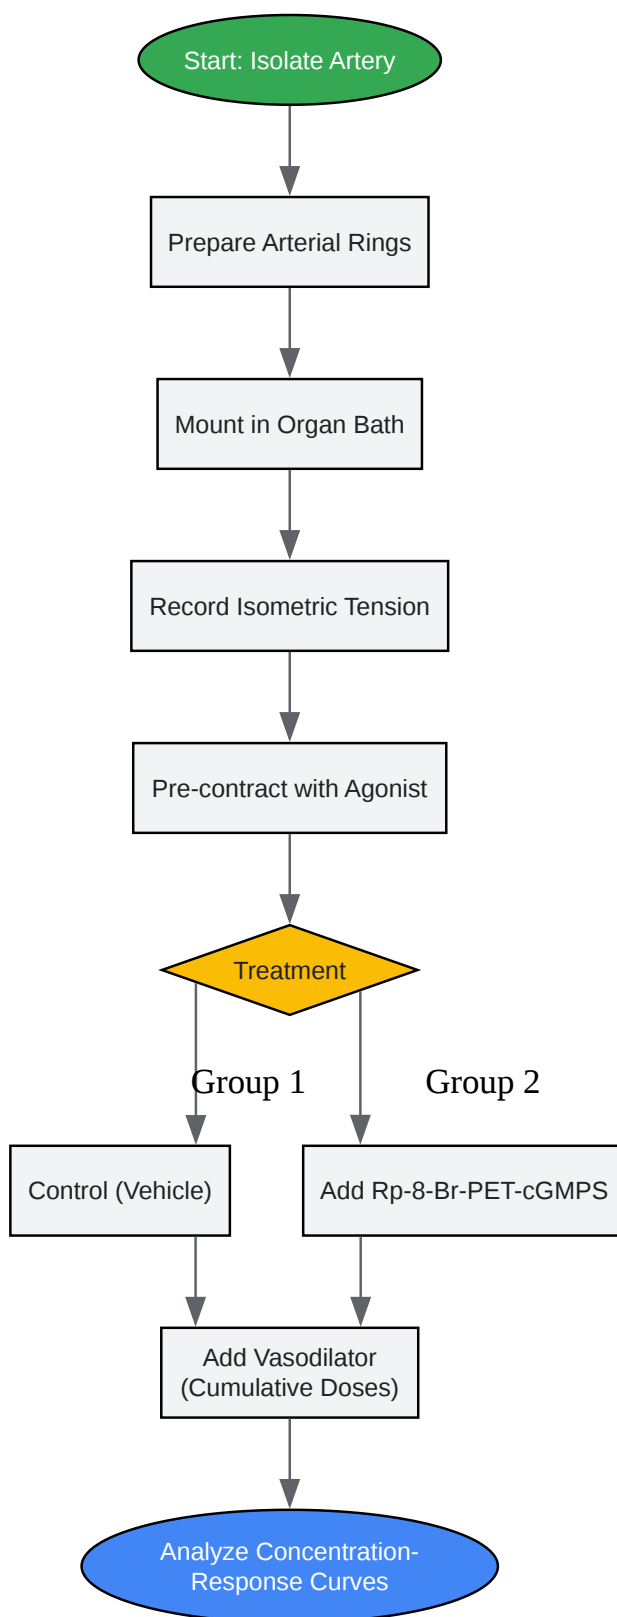 Start: Isolate Artery
Prepare Arterial Rings
Mount in Organ Bath
Record Isometric Tension
Pre-contract with Agonist
Treatment
Group 1
Group 2
Control (Vehicle)
Add Rp-8-Br-PET-cGMPS
Add Vasodilator
(Cumulative Doses)
Analyze Concentration-
Response Curves